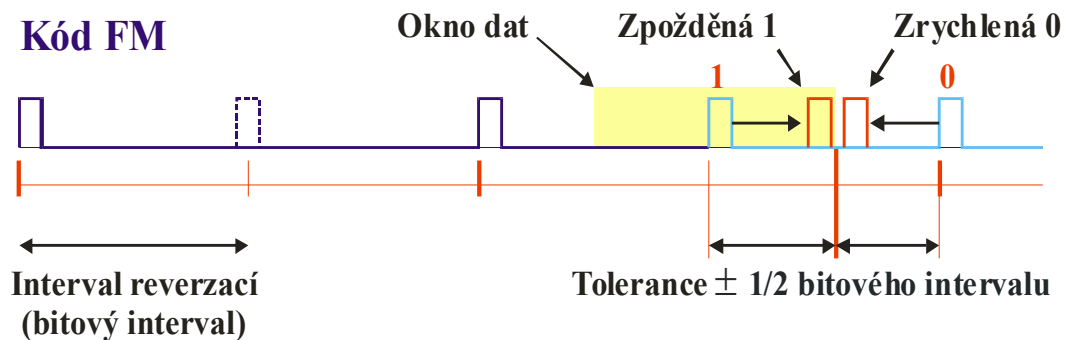 Kód FM
Okno dat
Zpožděná 1
Zrychlená 0
1
0
Interval reverzací
(bitový interval)
Tolerance ± 1/2 bitového intervalu